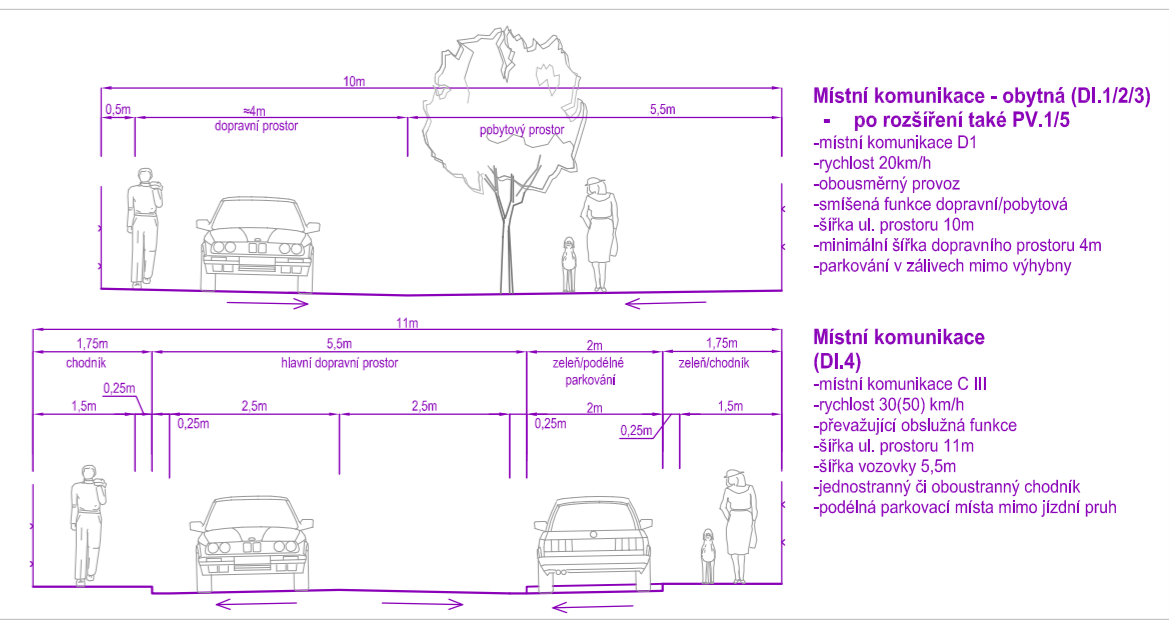 10m
0,5m
≈4m
5,5m
dopravní prostor
pobytový prostor
Místní komunikace - obytná (DI.1/2/3)
- po rozšíření také PV.1/5
-místní komunikace D1
-rychlost 20km/h
-obousměrný provoz
-smíšená funkce dopravní/pobytová
-šířka ul. prostoru 10m
-minimální šířka dopravního prostoru 4m
-parkování v zálivech mimo výhybny
11m
1,75m
5,5m
2m
1,75m
chodník
hlavní dopravní prostor
zeleň/podélné
parkování
zeleň/chodník
0,25m
1,5m
2,5m
2,5m
2m
1,5m
0,25m
0,25m
0,25m
Místní komunikace
(DI.4)
-místní komunikace C III
-rychlost 30(50) km/h
-převažující obslužná funkce
-šířka ul. prostoru 11m
-šířka vozovky 5,5m
-jednostranný či oboustranný chodník
-podélná parkovací místa mimo jízdní pruh